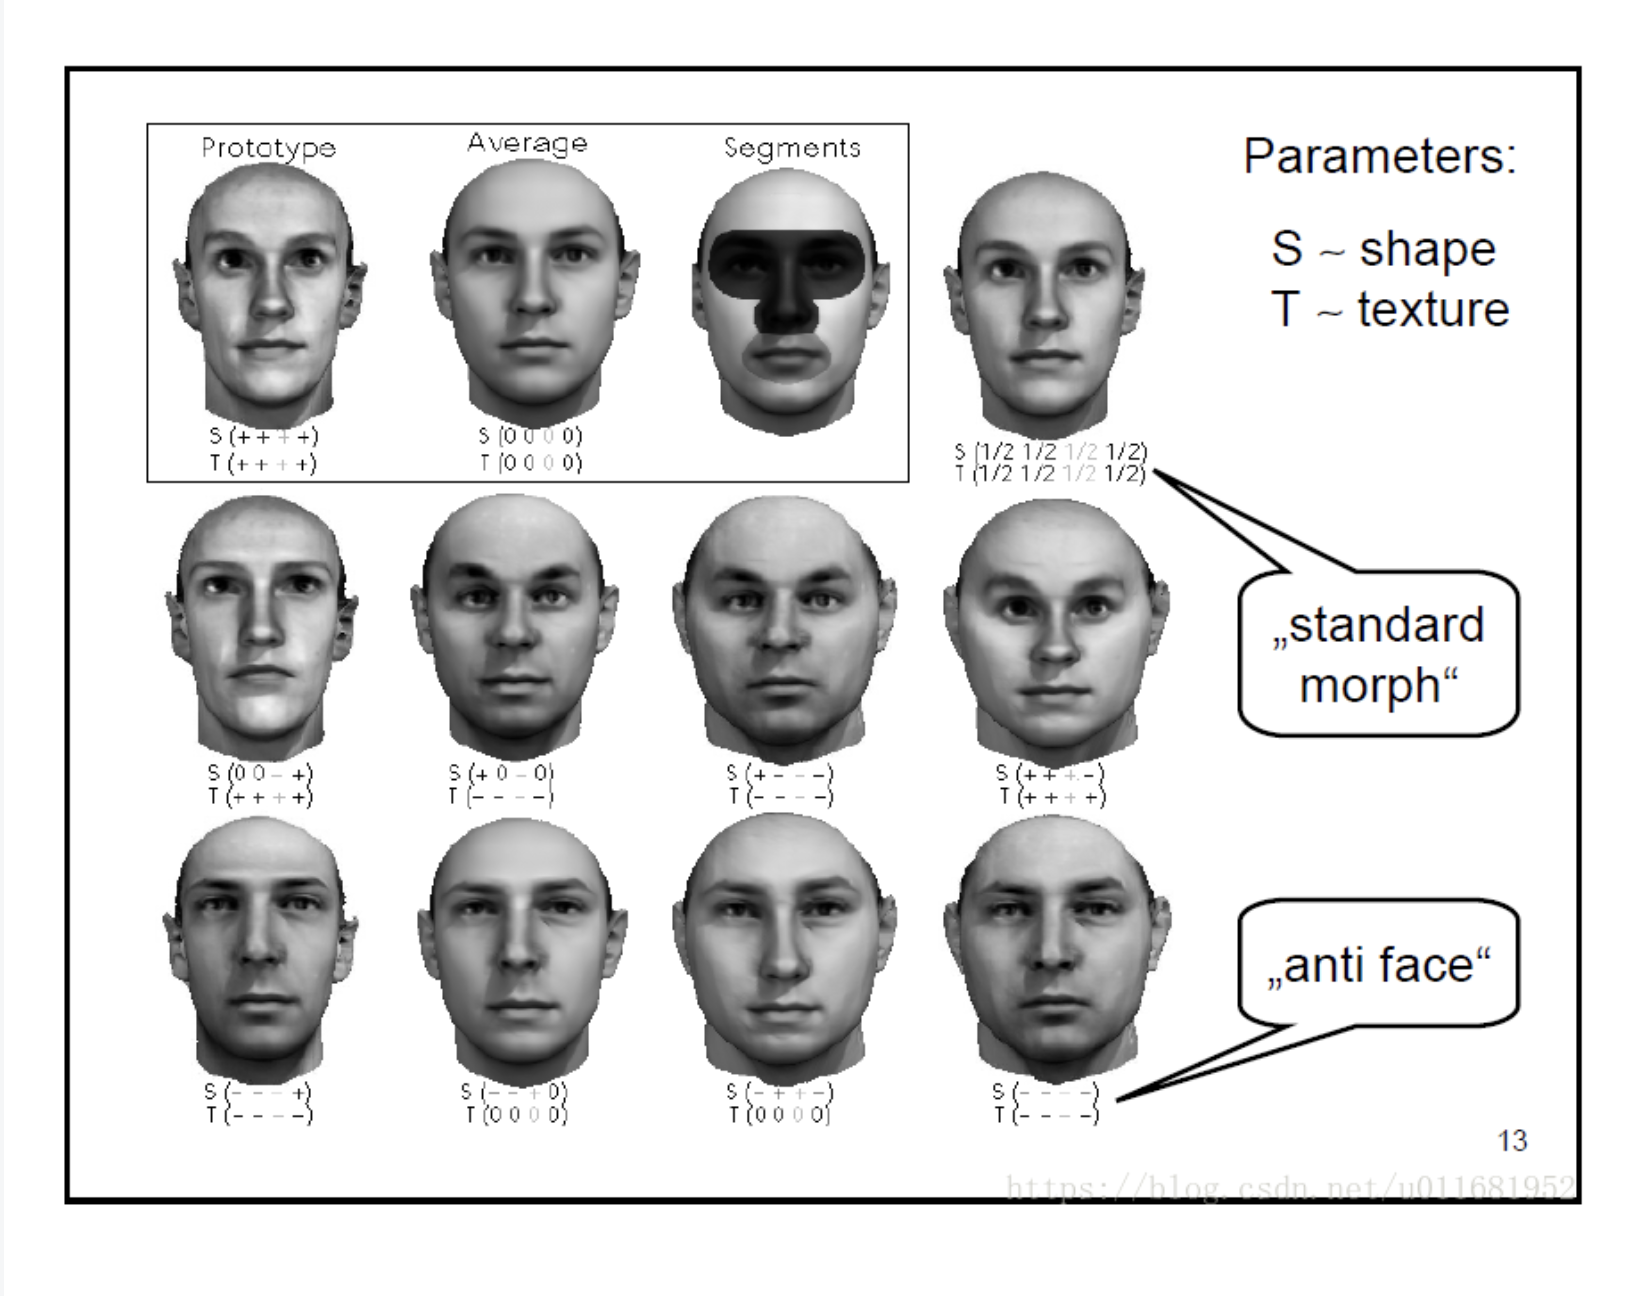 Prototype
Average
Segments
Parameters:
S ~ shape
T ~ texture
S (+ + + +)
T (+ + + +)
S (0 0 0 0)
T (0 0 0 0)
S (1/2 1/2 1/2 1/2)
T (1/2 1/2 1/2 1/2)
„standard
morph“
S (0 0 – +)
T (+ + + +)
S (+ 0 – 0)
T (– – – –)
S (+ – – –)
T (– – – –)
S (+ + + –)
T (+ + + +)
„anti face“
S (– – – +)
T (– – – –)
S (– – + 0)
T (0 0 0 0)
S (– + + –)
T (0 0 0 0)
S (– – – –)
T (– – – –)
13
https://blog.csdn.net/u011681952